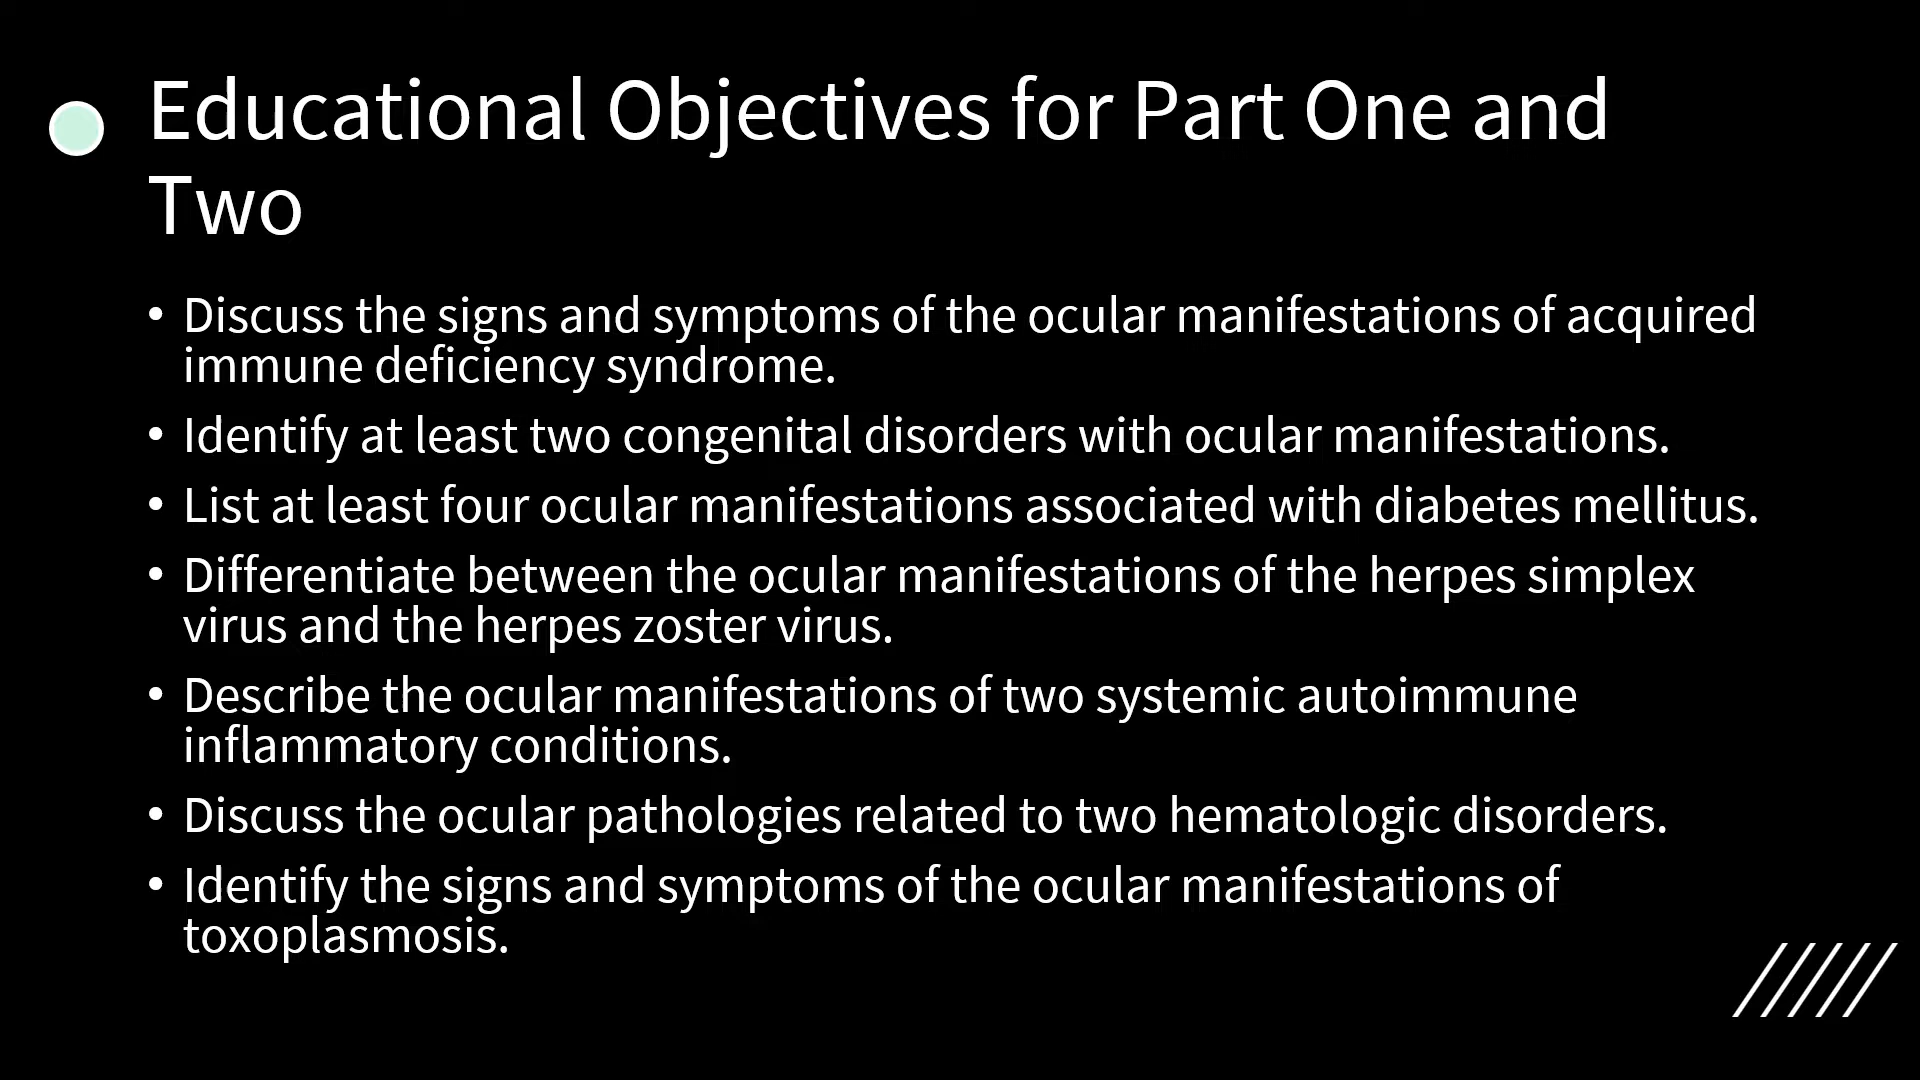 Educational Objectives for Part One and
Two
• Discuss the signs and symptoms of the ocular manifestations of acquired
immune deficiency syndrome.
• Identify at least two congenital disorders with ocular manifestations.
• List at least four ocular manifestations associated with diabetes mellitus.
• Differentiate between the ocular manifestations of the herpes simplex
virus and the herpes zoster virus.
• Describe the ocular manifestations of two systemic autoimmune
inflammatory conditions.
• Discuss the ocular pathologies related to two hematologic disorders.
• Identify the signs and symptoms of the ocular manifestations of
toxoplasmosis.